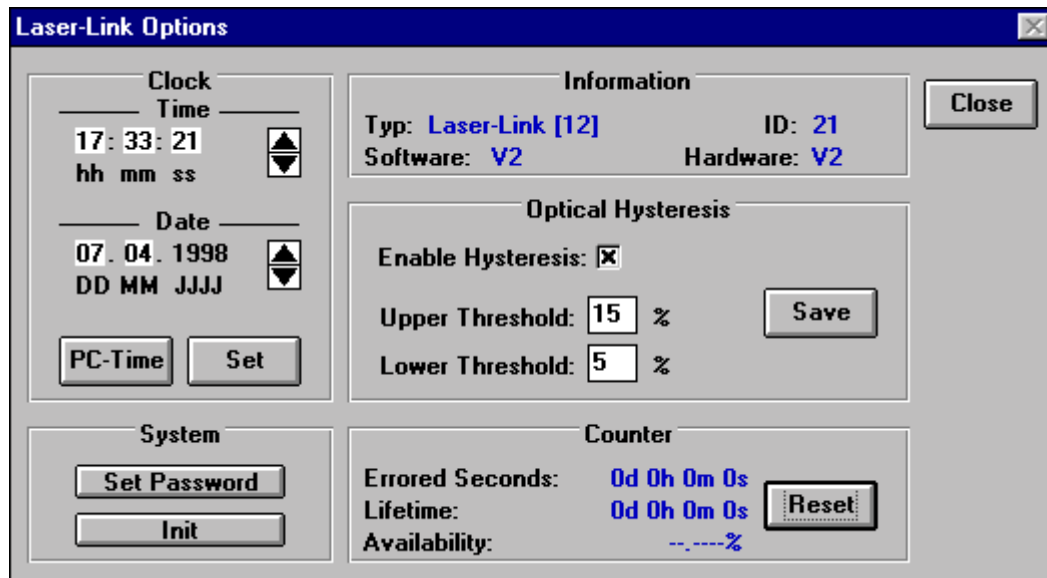 Laser-Link Options
Clock
Time
17: 33: 21
hh mm ss
Date
07. 04. 1998
DD MM JJJJ
PC-Time
Set
System
Set Password
Init
Information
Typ: Laser-Link [12] ID: 21
Software: V2 Hardware: V2
Optical Hysteresis
Enable Hysteresis:
Upper Threshold: 15 %
Lower Threshold: 5 %
Save
Counter
Errored Seconds: 0d 0h 0m 0s
Lifetime: 0d 0h 0m 0s
Availability: --.----%
Reset
Close